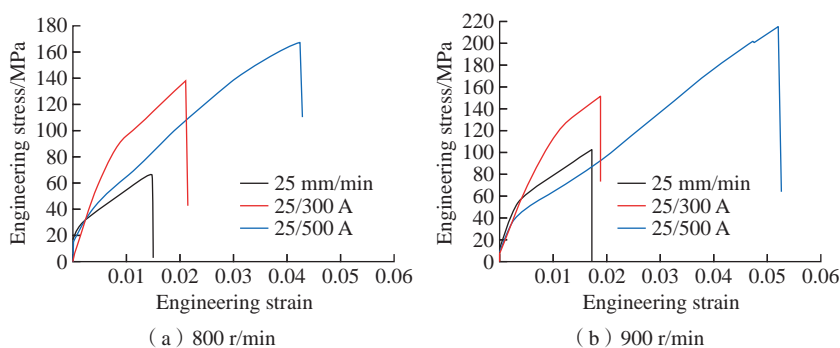 180
160
140
120
100
80
60
40
20
0
Engineering stress/MPa
25 mm/min
25/300 A
25/500 A
0.01 0.02 0.03 0.04 0.05 0.06
Engineering strain
（a）800 r/min
220
200
180
160
140
120
100
80
60
40
20
0
Engineering stress/MPa
25 mm/min
25/300 A
25/500 A
0.01 0.02 0.03 0.04 0.05 0.06
Engineering strain
（b）900 r/min